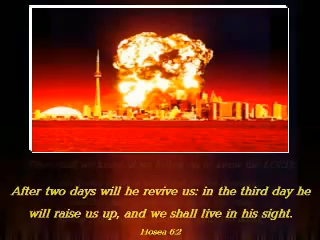 After two days will he revive us: in the third day he
will raise us up, and we shall live in his sight.
Hosea 6:2